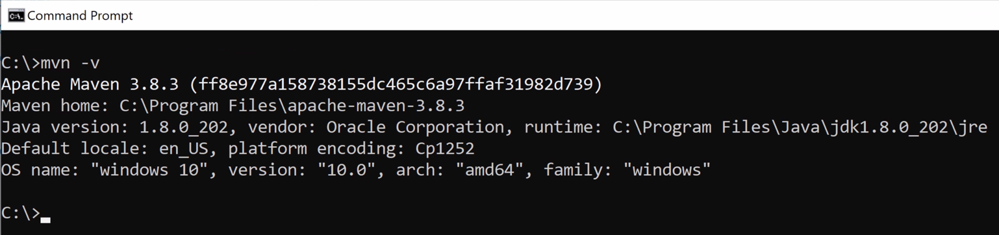 Command Prompt
C:\>mvn -v
Apache Maven 3.8.3 (ff8e977a158738155dc465c6a97ffaf31982d739)
Maven home: C:\Program Files\apache-maven-3.8.3
Java version: 1.8.0_202, vendor: Oracle Corporation, runtime: C:\Program Files\Java\jdk1.8.0_202\jre
Default locale: en_US, platform encoding: Cp1252
OS name: "windows 10", version: "10.0", arch: "amd64", family: "windows"
C:\>